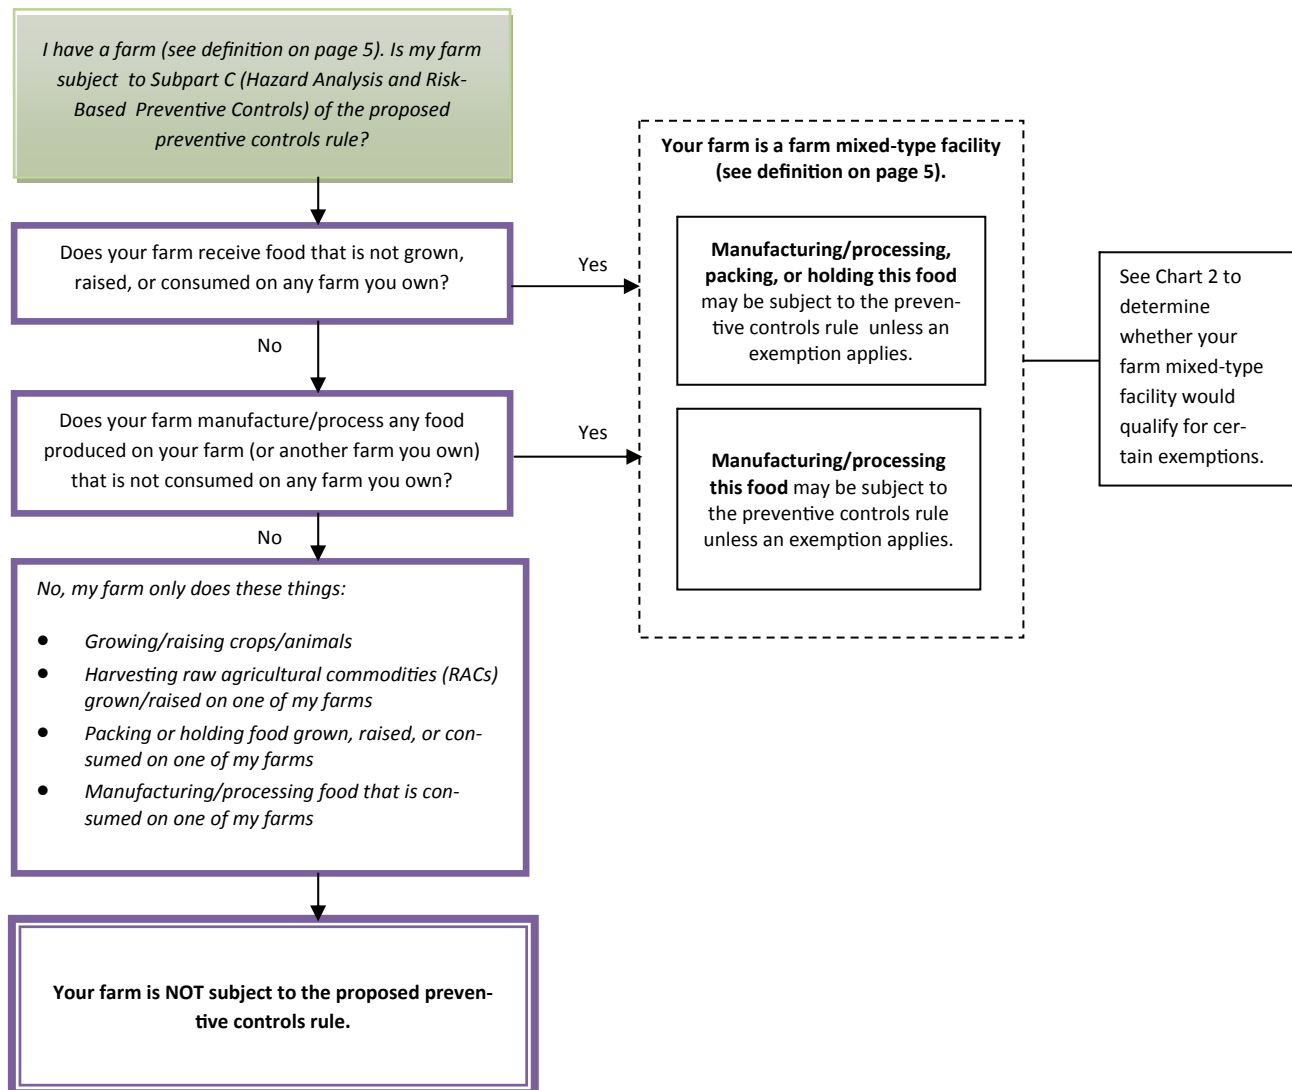 I have a farm (see definition on page 5). Is my farm
subject to Subpart C (Hazard Analysis and Risk-
Based Preventive Controls) of the proposed
preventive controls rule?
Does your farm receive food that is not grown,
raised, or consumed on any farm you own?
Yes
No
Does your farm manufacture/process any food
produced on your farm (or another farm you own)
that is not consumed on any farm you own?
Yes
No
No, my farm only does these things:
● Growing/raising crops/animals
● Harvesting raw agricultural commodities (RACs)
grown/raised on one of my farms
● Packing or holding food grown, raised, or con-
sumed on one of my farms
● Manufacturing/processing food that is con-
sumed on one of my farms
Your farm is NOT subject to the proposed preven-
tive controls rule.
Your farm is a farm mixed-type facility
(see definition on page 5).
Manufacturing/processing,
packing, or holding this food
may be subject to the preven-
tive controls rule unless an
exemption applies.
Manufacturing/processing
this food may be subject to
the preventive controls rule
unless an exemption applies.
See Chart 2 to
determine
whether your
farm mixed-type
facility would
qualify for cer-
tain exemptions.